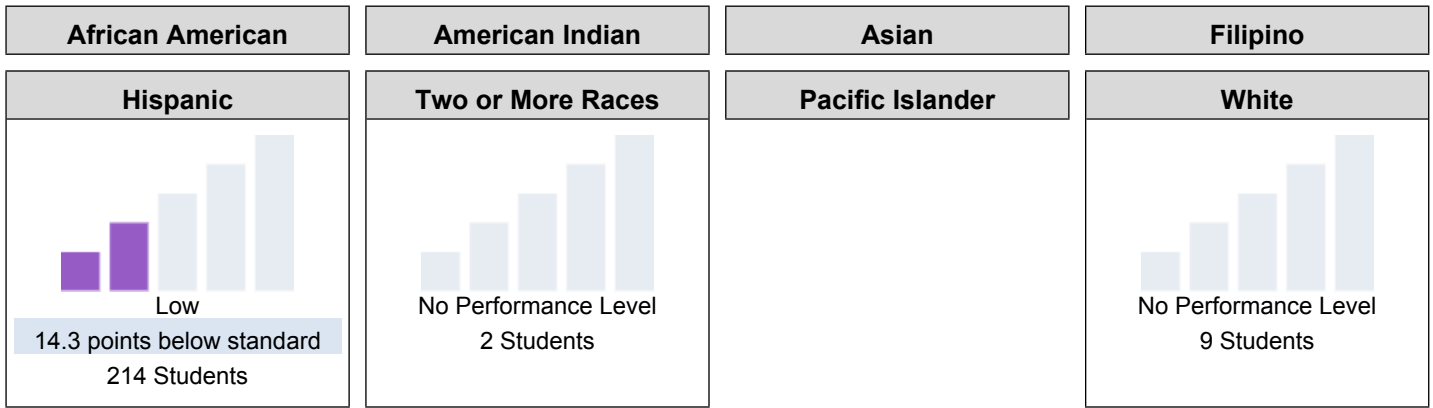 African American
American Indian
Asian
Filipino
Hispanic
Low
14.3 points below standard
214 Students
Two or More Races
No Performance Level
2 Students
Pacific Islander
White
No Performance Level
9 Students